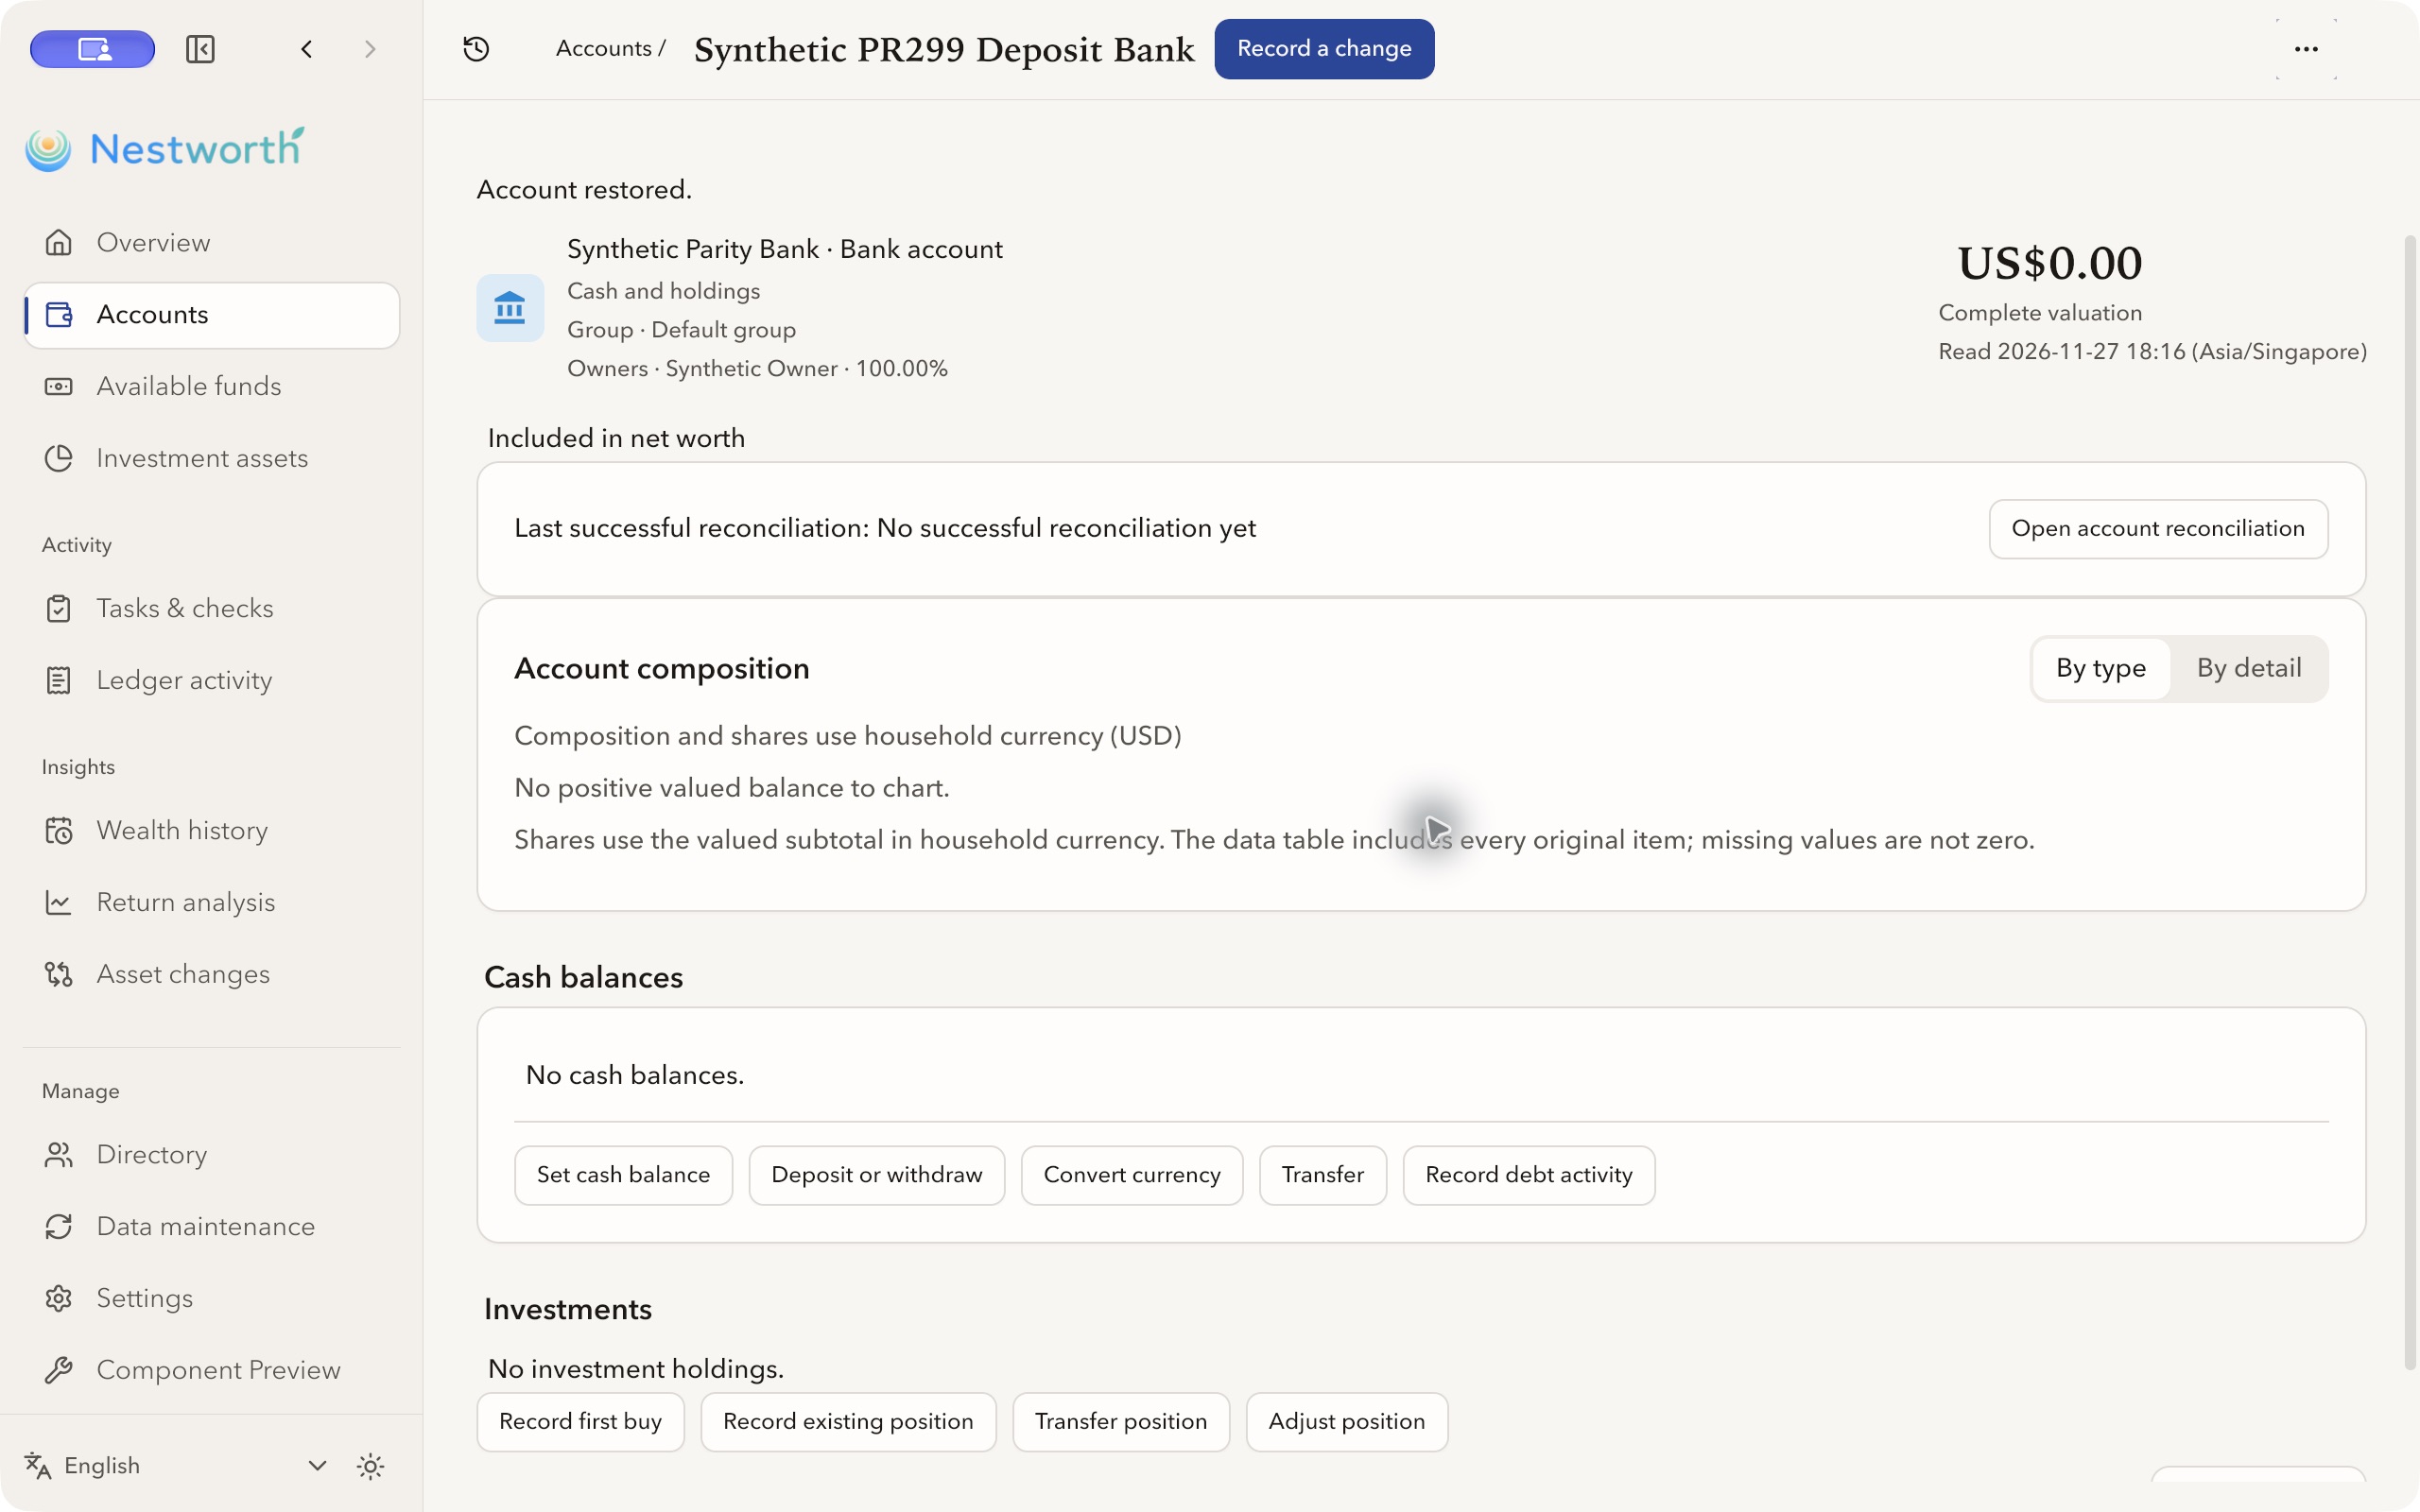 Accounts /
Synthetic PR299 Deposit Bank
Record a change
Nestworth
Overview
Accounts
Available funds
Investment assets
Activity
Tasks & checks
Ledger activity
Insights
Wealth history
Return analysis
Asset changes
Manage
Directory
Data maintenance
Settings
Component Preview
English
Account restored.
Synthetic Parity Bank · Bank account
Cash and holdings
Group · Default group
Owners · Synthetic Owner · 100.00%
US$0.00
Complete valuation
Read 2026-11-27 18:16 (Asia/Singapore)
Included in net worth
Last successful reconciliation: No successful reconciliation yet
Open account reconciliation
Account composition
By type
By detail
Composition and shares use household currency (USD)
No positive valued balance to chart.
Shares use the valued subtotal in household currency. The data table includes every original item; missing values are not zero.
Cash balances
No cash balances.
Set cash balance
Deposit or withdraw
Convert currency
Transfer
Record debt activity
Investments
No investment holdings.
Record first buy
Record existing position
Transfer position
Adjust position